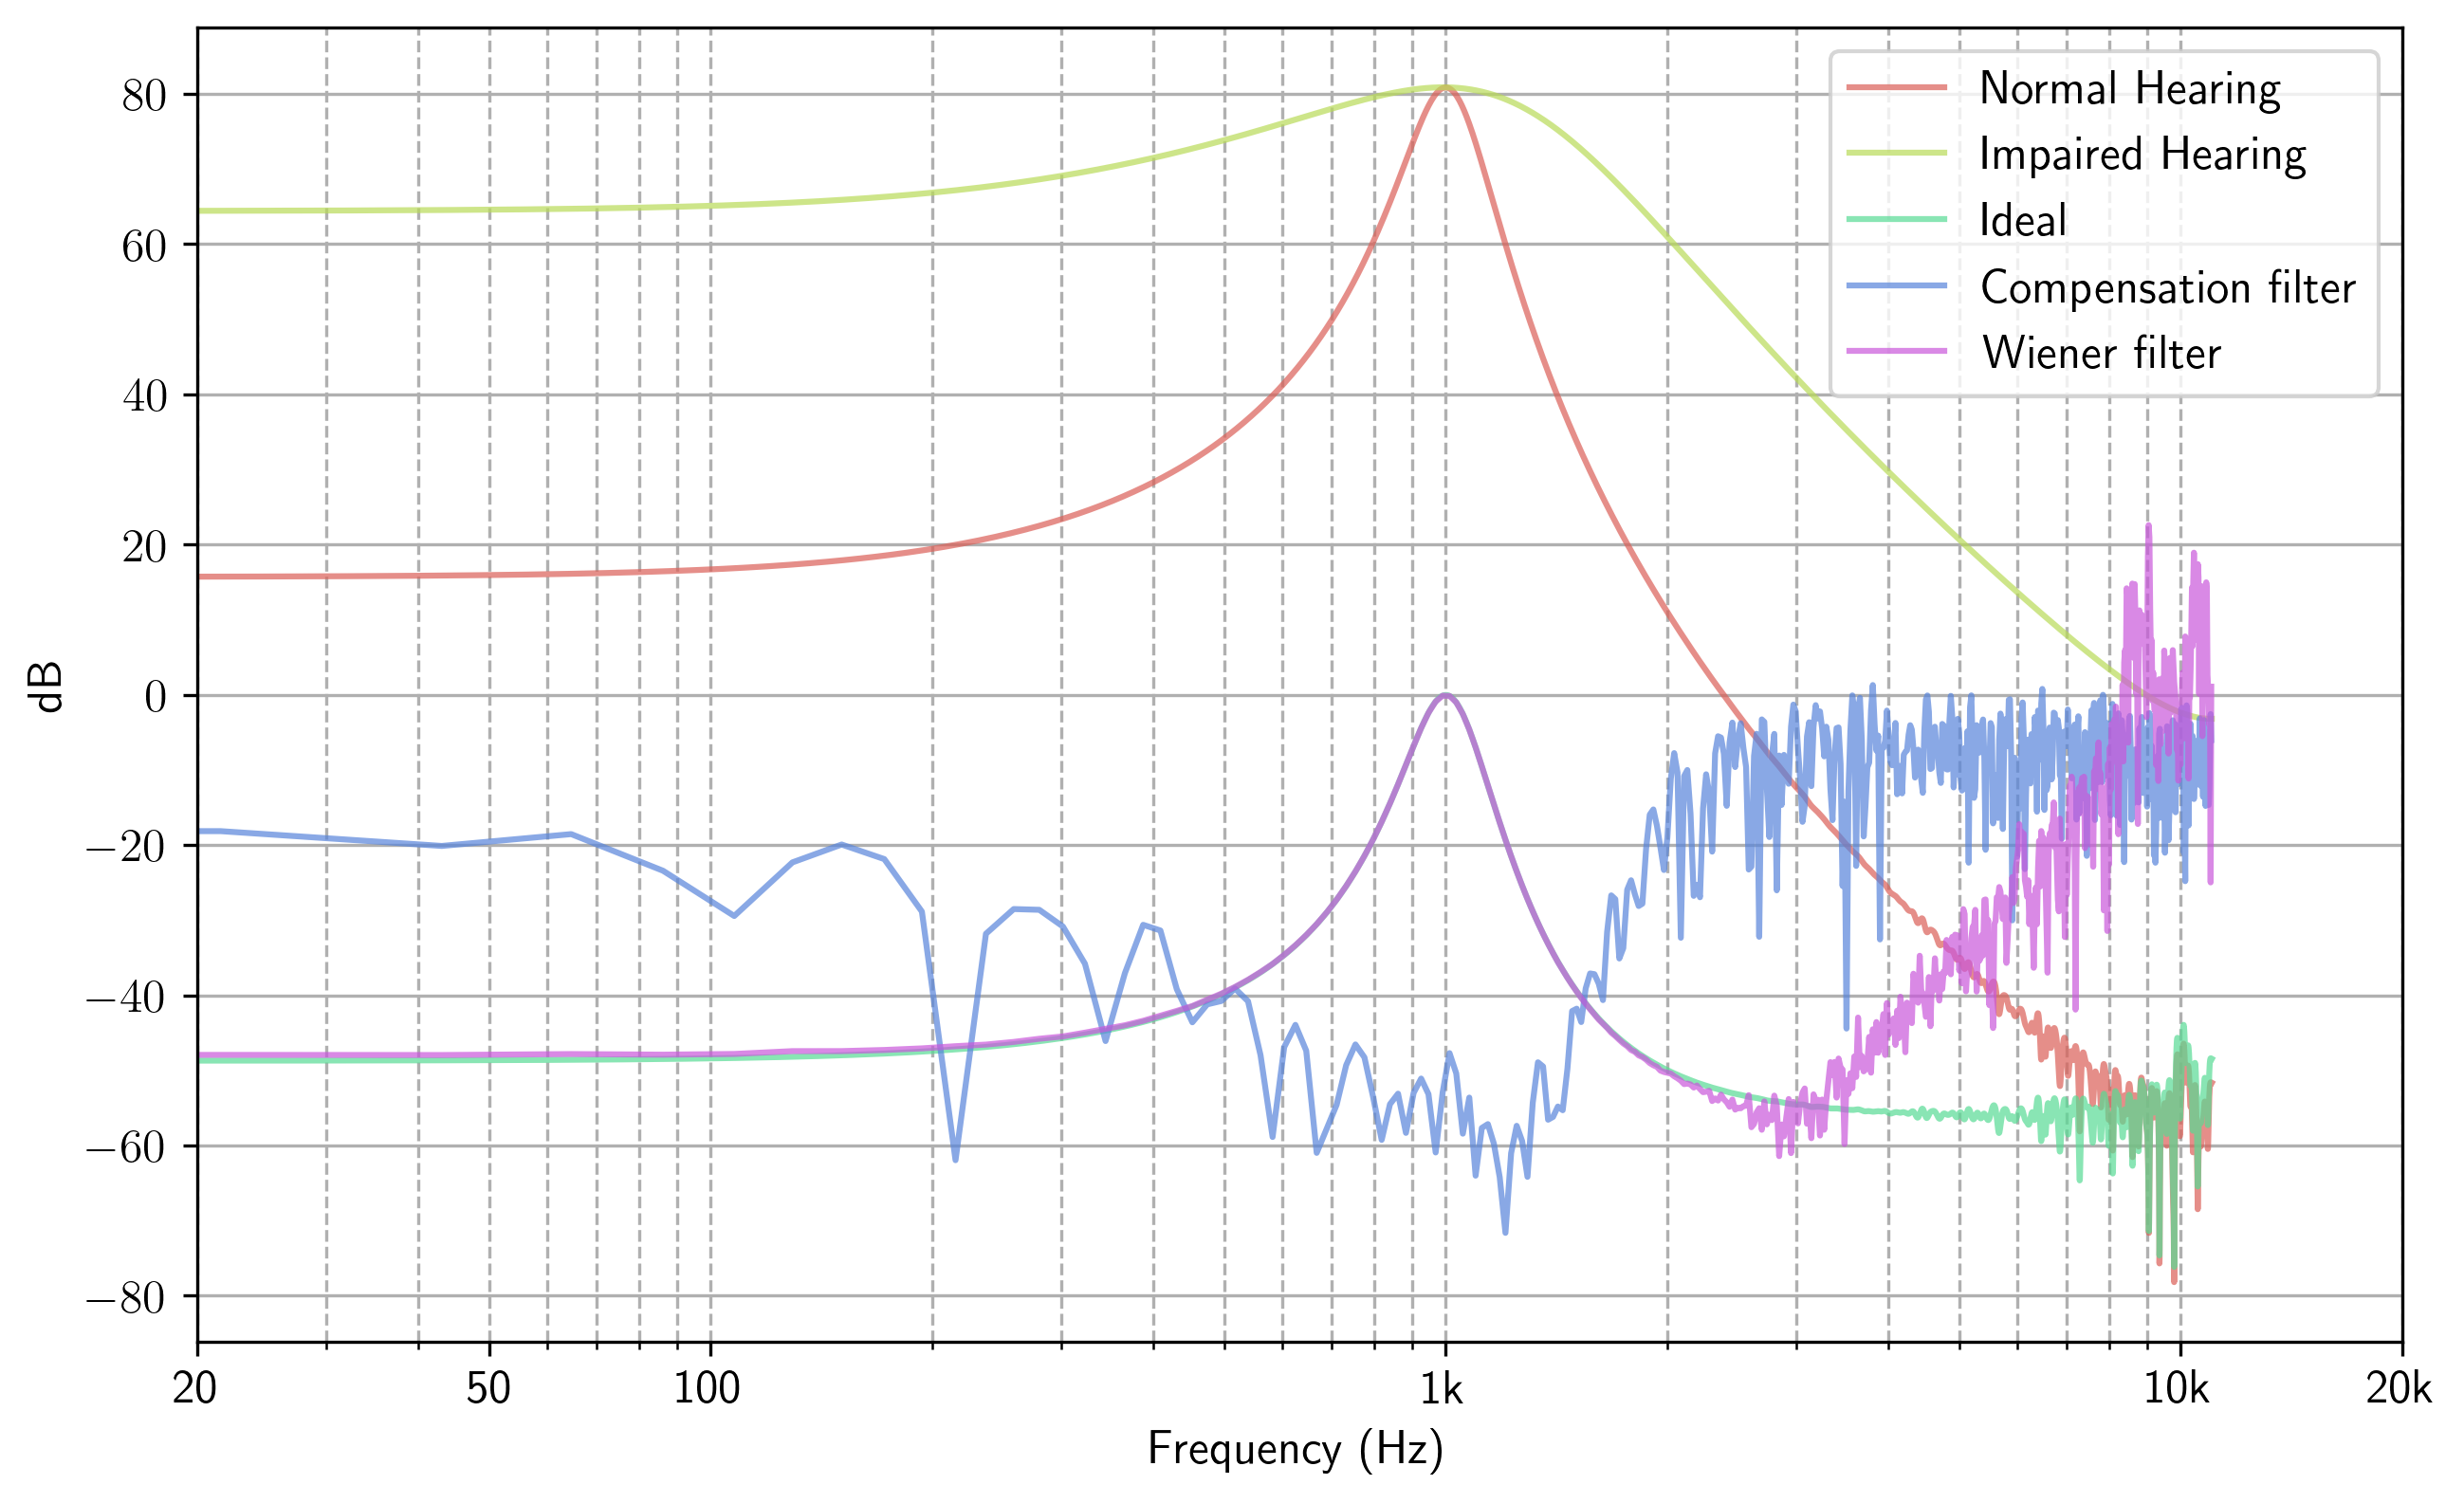 80
60
40
20
0
−20
−40
−60
−80
dB
20 50 100 1k 10k 20k
Frequency (Hz)
Normal Hearing
Impaired Hearing
Ideal
Compensation filter
Wiener filter